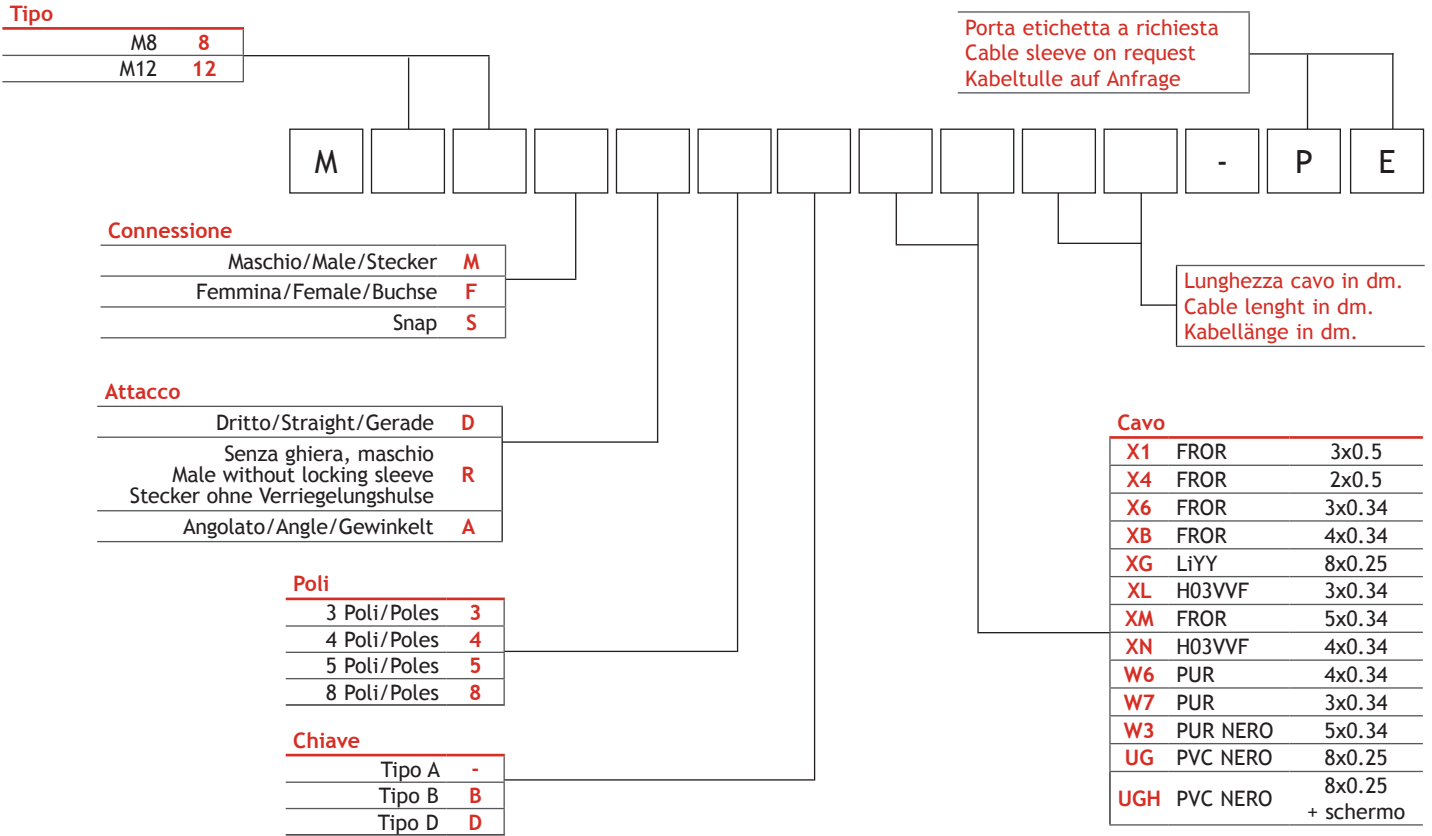 Tipo
M8 8
M12 12
Porta etichetta a richiesta
Cable sleeve on request
Kabeltulle auf Anfrage
M - P E
Connessione
Maschio/Male/Stecker M
Femmina/Female/Buchse F
Snap S
Lunghezza cavo in dm.
Cable lenght in dm.
Kabellänge in dm.
Attacco
Dritto/Straight/Gerade D
Senza ghiera, maschio
Male without locking sleeve R
Stecker ohne Verriegelungshulse
Angolato/Angle/Gewinkelt A
Poli
3 Poli/Poles 3
4 Poli/Poles 4
5 Poli/Poles 5
8 Poli/Poles 8
Chiave
Tipo A -
Tipo B B
Tipo D D
Cavo
X1 FROR 3x0.5
X4 FROR 2x0.5
X6 FROR 3x0.34
XB FROR 4x0.34
XG LiYY 8x0.25
XL H03VVF 3x0.34
XM FROR 5x0.34
XN H03VVF 4x0.34
W6 PUR 4x0.34
W7 PUR 3x0.34
W3 PUR NERO 5x0.34
UG PVC NERO 8x0.25
UGH PVC NERO 8x0.25
+ schermo